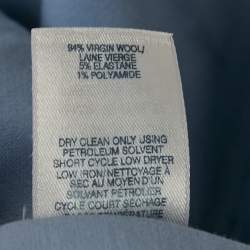 94% VIRGIN WOOL/
LAINE VIERGE
5% ELASTANE
1% POLYAMIDE
DRY CLEAN ONLY USING
PETROLEUM SOLVENT
SHORT CYCLE LOW DRYER
LOW IRON/NETTOYAGE À
SEC AU MOYEN D'UN
SOLVANT PÉTROLIER
CYCLE COURT SÉCHAGE